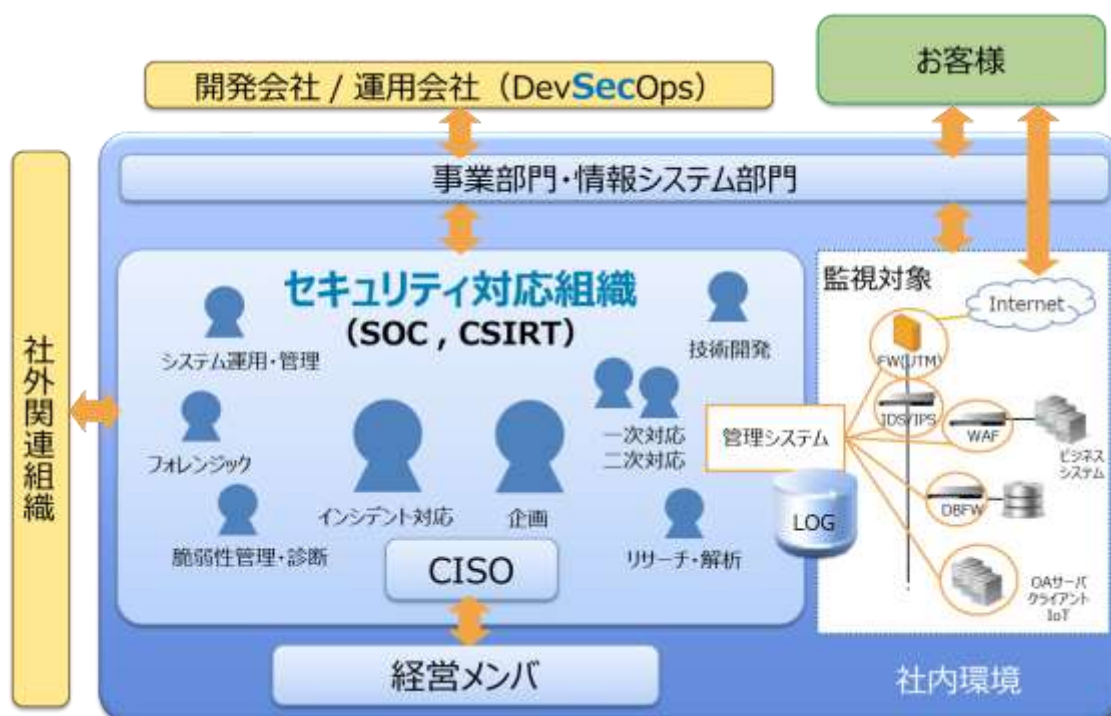 お客様
開発会社 / 運用会社（DevSecOps）
事業部門・情報システム部門
社外関連組織
セキュリティ対応組織
（SOC , CSIRT）
システム運用・管理
技術開発
フォレンジック
一次対応
二次対応
インシデント対応
企画
脆弱性管理・診断
リサーチ・解析
CISO
経営メンバ
監視対象
Internet
FW(UTM)
IDS/IPS
WAF
ビジネス
システム
管理システム
LOG
DBFW
OAサーバ
クライアント
IoT
社内環境